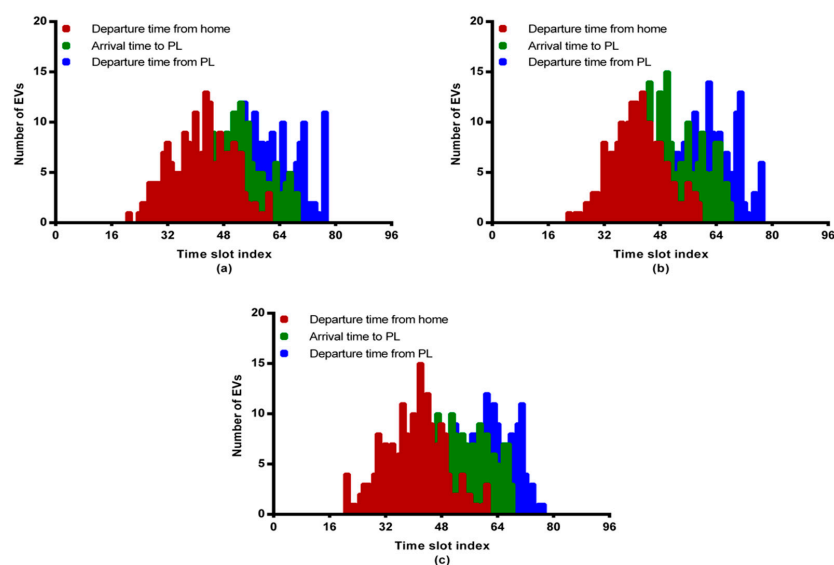 20
15
10
5
0
Number of EVs
Departure time from home
Arrival time to PL
Departure time from PL
0 16 32 48 64 80 96
Time slot index
(a)
20
15
10
5
0
Number of EVs
Departure time from home
Arrival time to PL
Departure time from PL
0 16 32 48 64 80 96
Time slot index
(b)
20
15
10
5
0
Number of EVs
Departure time from home
Arrival time to PL
Departure time from PL
0 16 32 48 64 80 96
Time slot index
(c)